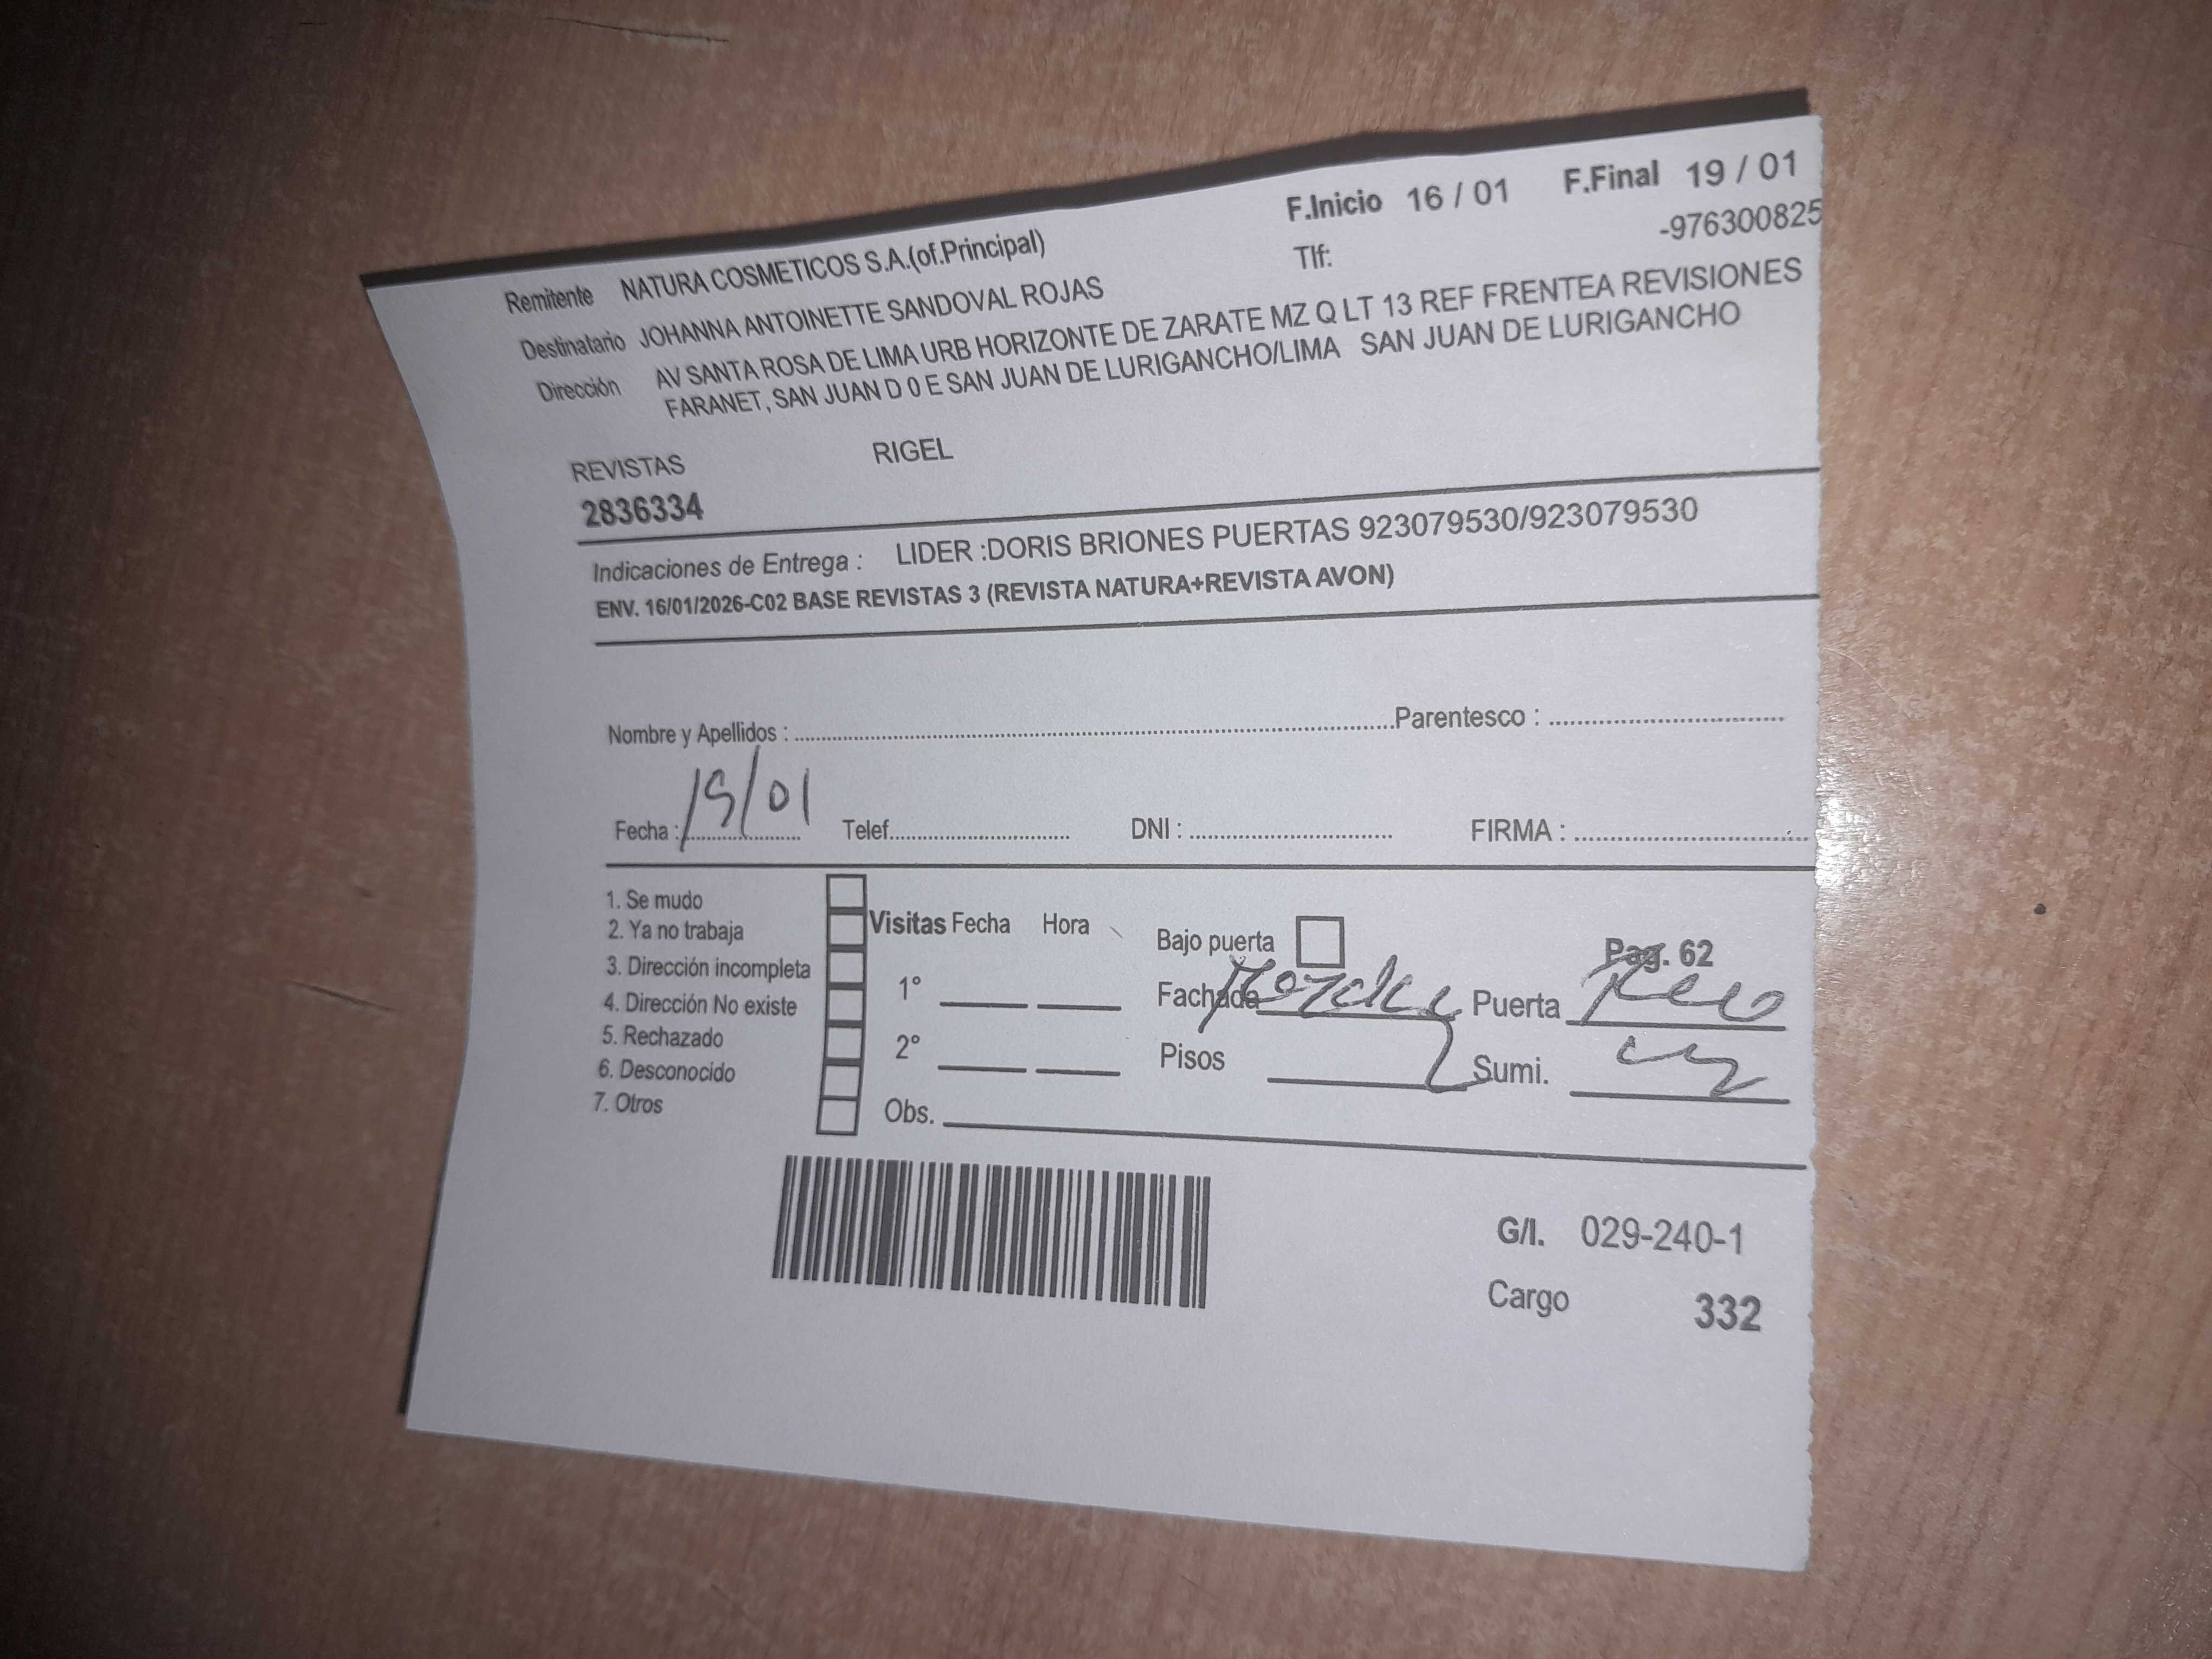 F.Inicio 16 / 01 F.Final 19 / 01
Remitente NATURA COSMETICOS S.A.(of.Principal) Tlf: -976300825
Destinatario JOHANNA ANTOINETTE SANDOVAL ROJAS
Dirección AV SANTA ROSA DE LIMA URB HORIZONTE DE ZARATE MZ Q LT 13 REF FRENTEA REVISIONES
FARANET, SAN JUAN D 0 E SAN JUAN DE LURIGANCHO/LIMA SAN JUAN DE LURIGANCHO
REVISTAS RIGEL
2836334
Indicaciones de Entrega : LIDER :DORIS BRIONES PUERTAS 923079530/923079530
ENV. 16/01/2026-C02 BASE REVISTAS 3 (REVISTA NATURA+REVISTA AVON)
Nombre y Apellidos : Parentesco :
Fecha : /01 Telef. DNI : FIRMA :
1. Se mudo
2. Ya no trabaja
3. Dirección incompleta
4. Dirección No existe
5. Rechazado
6. Desconocido
7. Otros
Visitas Fecha Hora
1°
2°
Obs.
Bajo puerta Pag. 62
Fachada Puerta
Pisos Sumi.
G/I. 029-240-1
Cargo 332